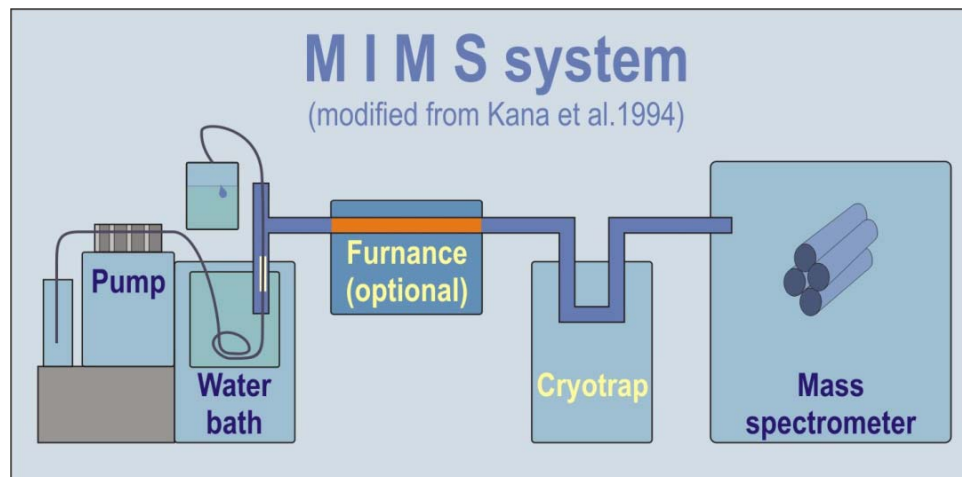 M I M S system
(modified from Kana et al.1994)
Pump
Furnance
(optional)
Water
bath
Cryotrap
Mass
spectrometer